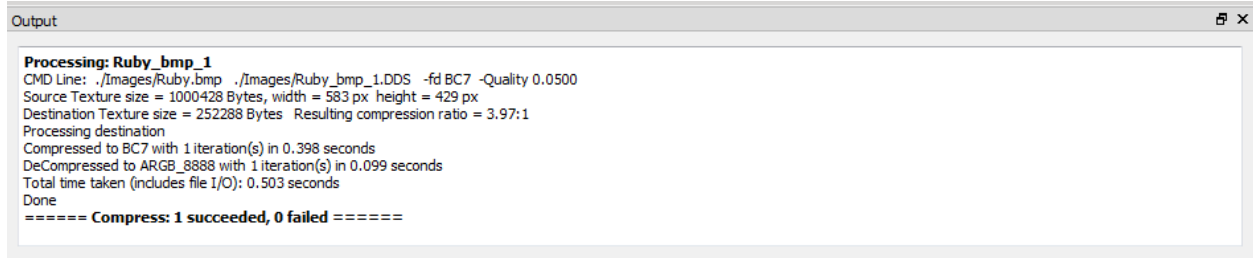 Output
Processing: Ruby_bmp_1
CMD Line:  ./Images/Ruby.bmp   ./Images/Ruby_bmp_1.DDS   -fd BC7  -Quality 0.0500
Source Texture size = 1000428 Bytes, width = 583 px  height = 429 px
Destination Texture size = 252288 Bytes   Resulting compression ratio = 3.97:1
Processing destination
Compressed to BC7 with 1 iteration(s) in 0.398 seconds
DeCompressed to ARGB_8888 with 1 iteration(s) in 0.099 seconds
Total time taken (includes file I/O): 0.503 seconds
Done
====== Compress: 1 succeeded, 0 failed ======